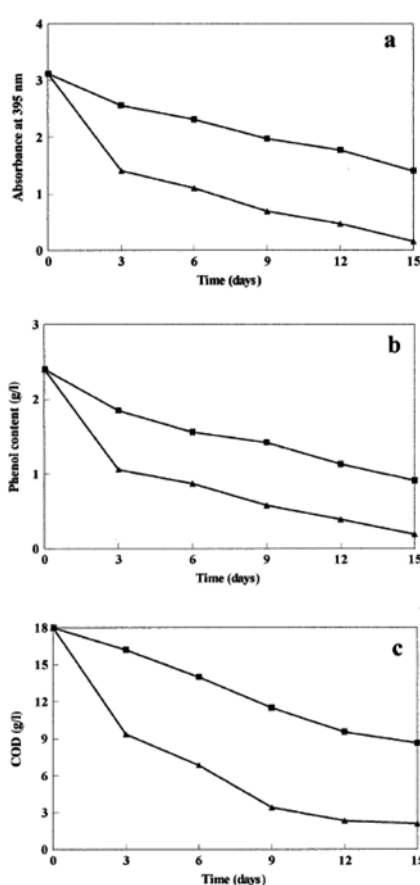 a
4
3
2
1
0
Absorbance at 395 nm
0 3 6 9 12 15
Time (days)
b
3
2
1
0
Phenol content (g/l)
0 3 6 9 12 15
Time (days)
c
18
15
12
9
6
3
0
COD (g/l)
0 3 6 9 12 15
Time (days)